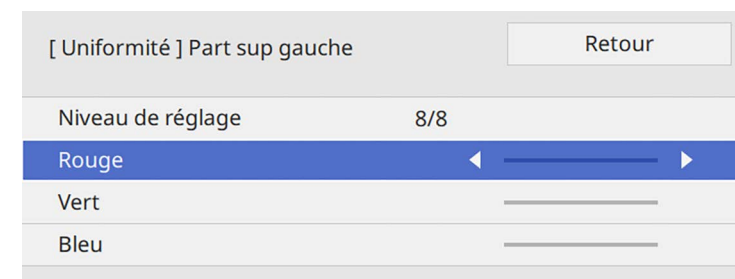 [ Uniformité ] Part sup gauche
Retour
Niveau de réglage 8/8
Rouge
Vert
Bleu